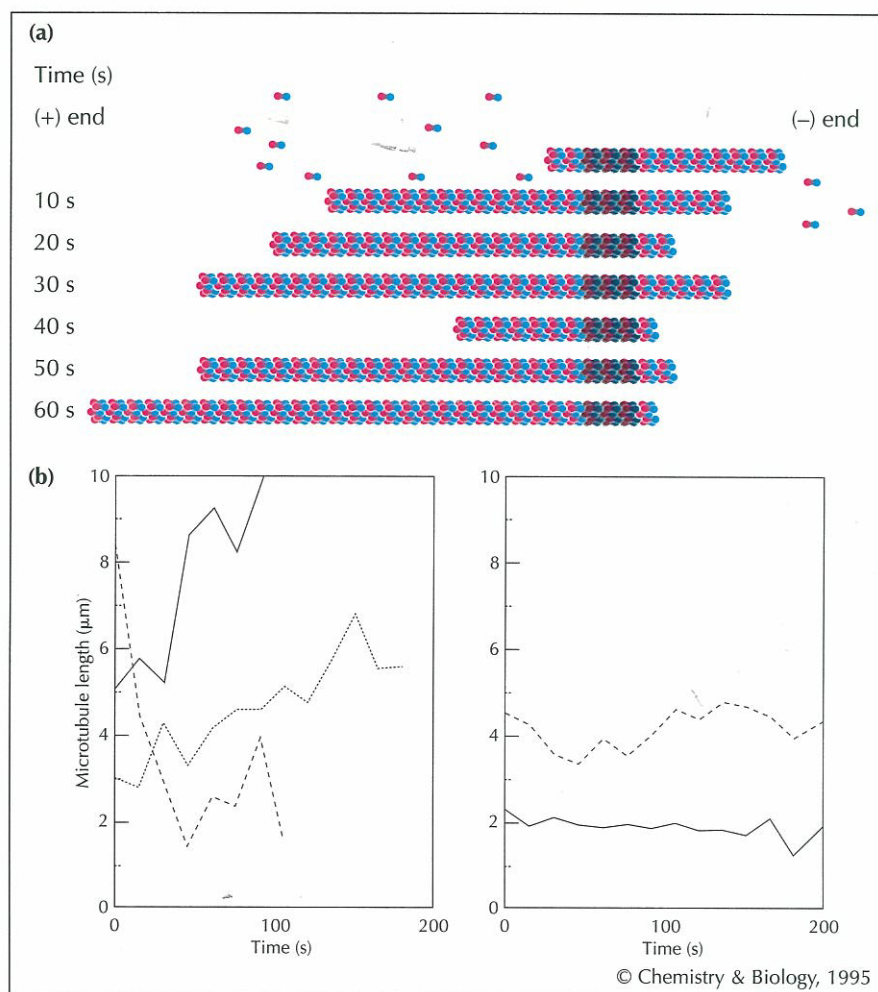 (a)
Time (s)
(+) end
(–) end
10 s
20 s
30 s
40 s
50 s
60 s
(b)
10
8
6
4
2
0
Microtubule length (μm)
0
100
200
Time (s)
10
8
6
4
2
0
0
100
200
Time (s)
© Chemistry & Biology, 1995